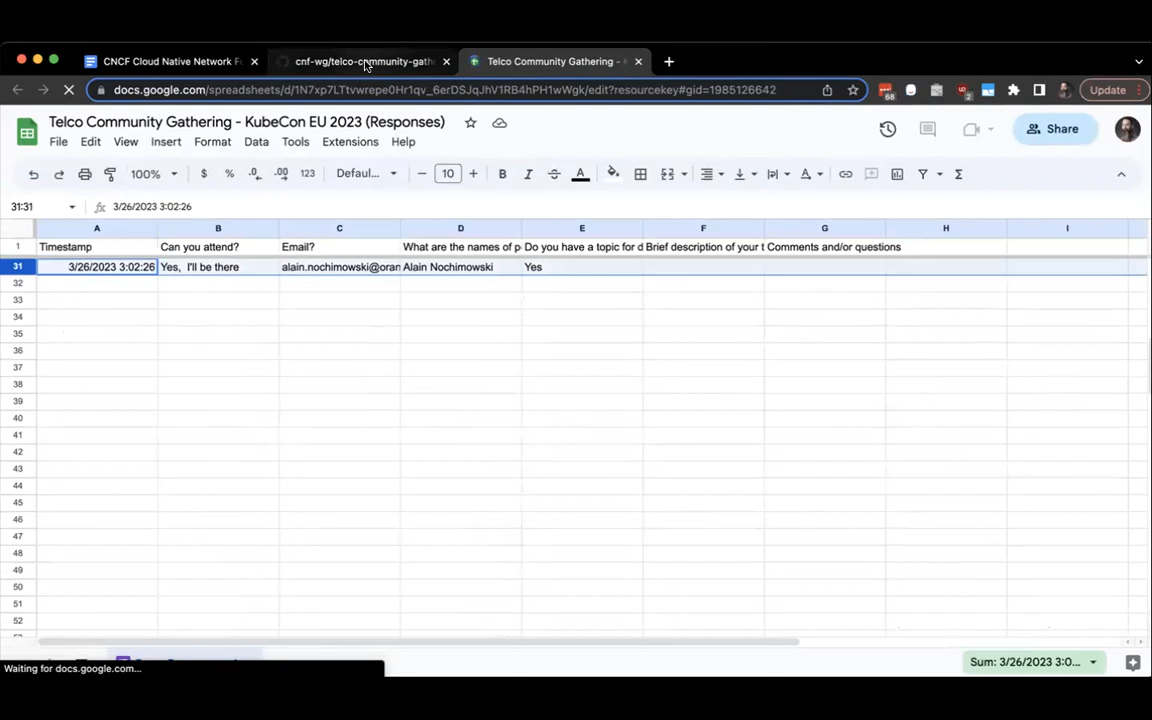 CNCF Cloud Native Network F
cnf-wg/telco-community-gath
Telco Community Gathering -
docs.google.com/spreadsheets/d/1N7xp7LTtvwrepe0Hr1qv_6erDSJqJhV1RB4hPH1wWgk/edit?resourcekey#gid=1985126642
68
2
Update
Telco Community Gathering - KubeCon EU 2023 (Responses)
File Edit View Insert Format Data Tools Extensions Help
Share
100% $ % .0 .00 123 Defaul... 10 B I A
31:31 fx 3/26/2023 3:02:26
A B C D E F G H I
1 Timestamp Can you attend? Email? What are the names of p Do you have a topic for d Brief description of your t Comments and/or questions
31 3/26/2023 3:02:26 Yes, I'll be there alain.nochimowski@oran Alain Nochimowski Yes
32
33
34
35
36
37
38
39
40
41
42
43
44
45
46
47
48
49
50
51
52
Waiting for docs.google.com...
Sum: 3/26/2023 3:0...